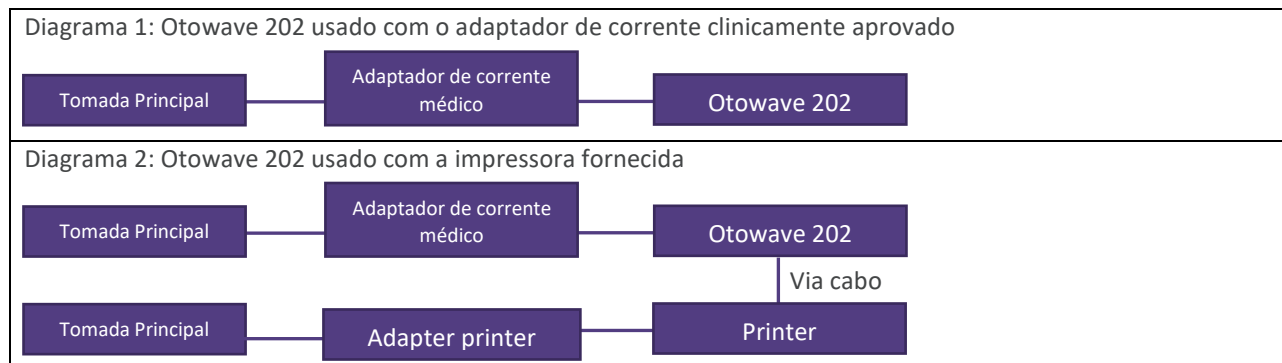 Diagrama 1: Otowave 202 usado com o adaptador de corrente clinicamente aprovado
Tomada Principal
Adaptador de corrente
médico
Otowave 202
Diagrama 2: Otowave 202 usado com a impressora fornecida
Tomada Principal
Adaptador de corrente
médico
Otowave 202
Via cabo
Tomada Principal
Adapter printer
Printer